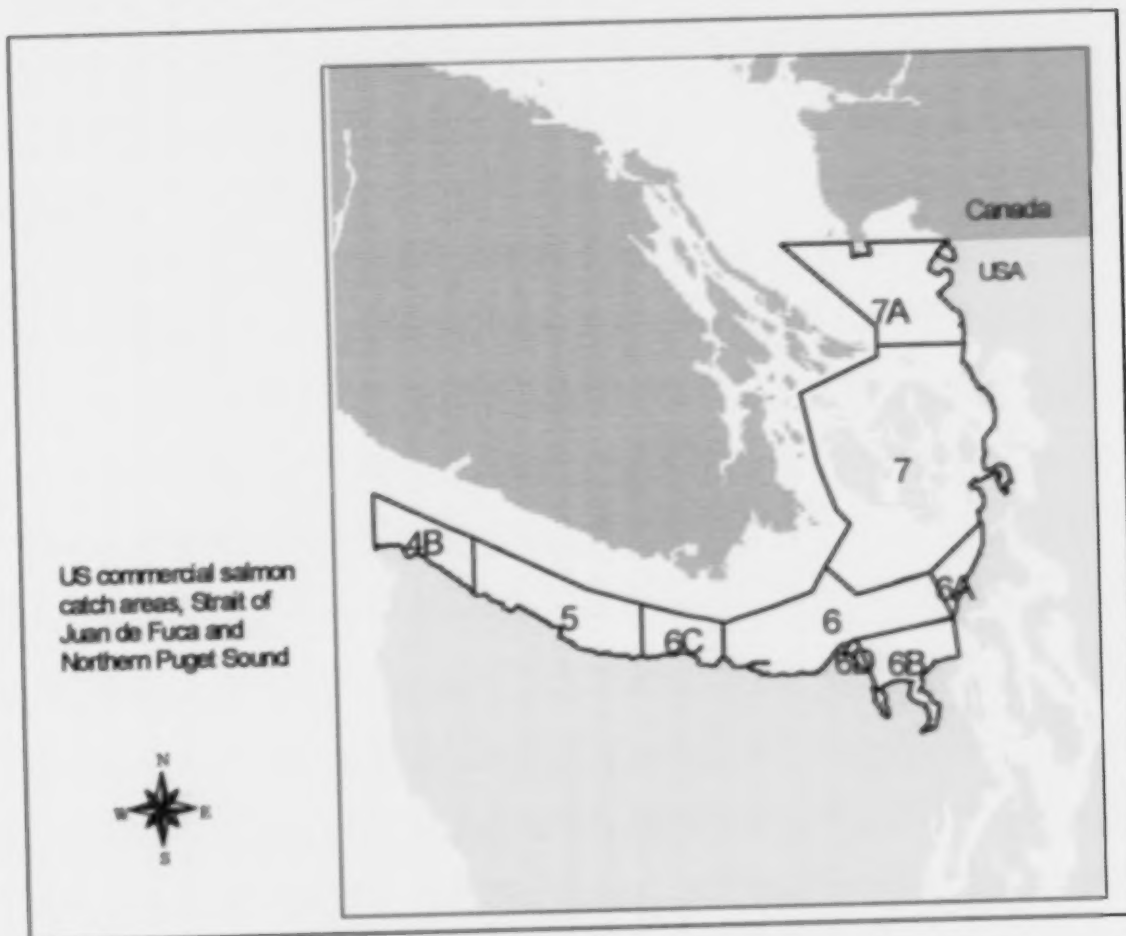 Canada
USA
7A
7
4B
5
6C
6
6A
6D
6B
US commercial salmon
catch areas, Strait of
Juan de Fuca and
Northern Puget Sound
N
W
E
S